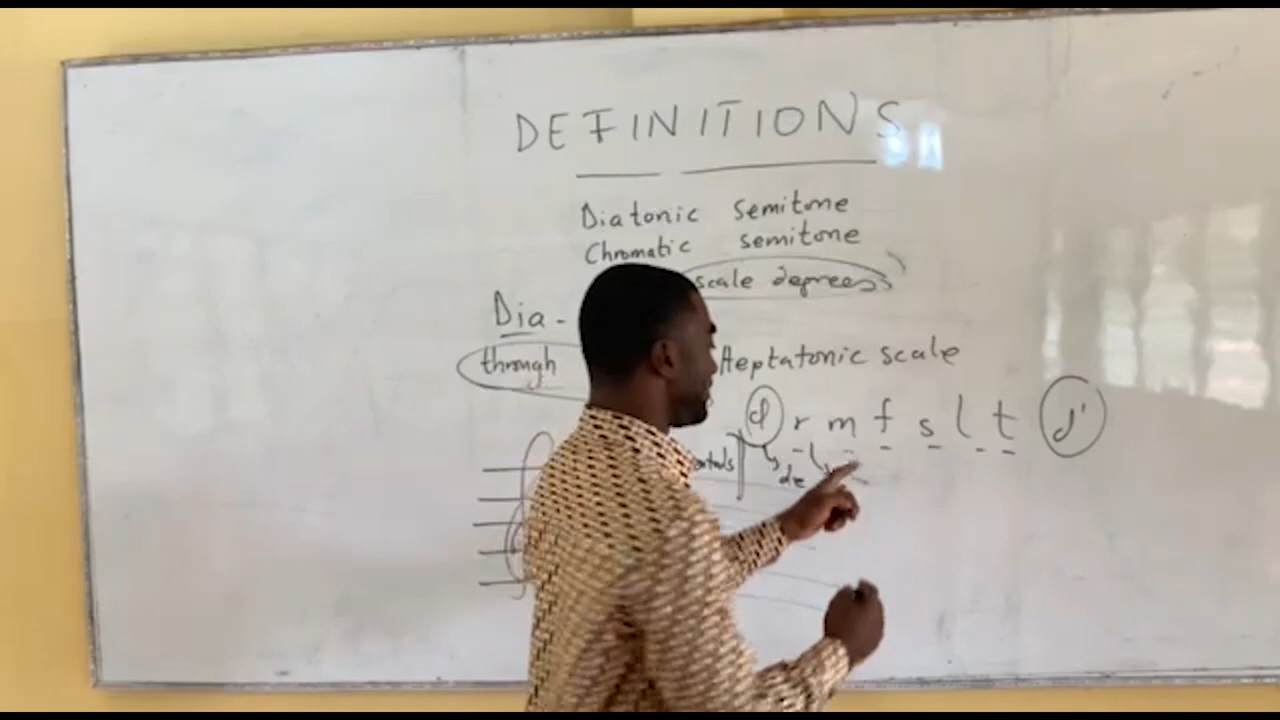 DEFINITIONS
Diatonic semitone
Chromatic semitone
scale degrees
Dia -
through Heptatonic scale
d r m f s l t d'
de